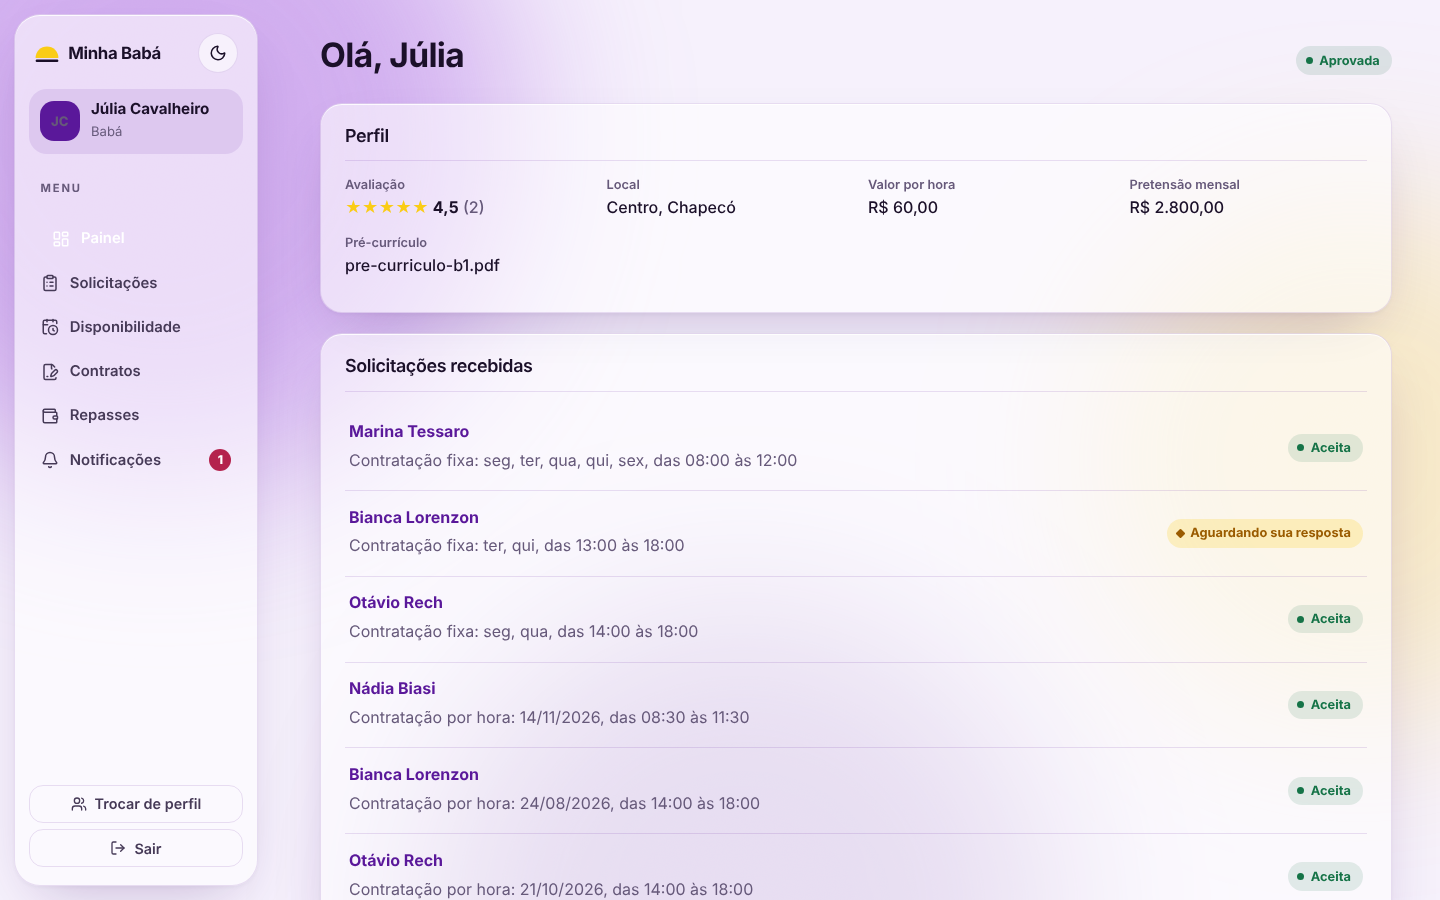 Minha Babá
JC
Júlia Cavalheiro
Babá
MENU
Painel
Solicitações
Disponibilidade
Contratos
Repasses
Notificações 1
Trocar de perfil
Sair
Olá, Júlia
Aprovada
Perfil
Avaliação
★★★★★ 4,5 (2)
Local
Centro, Chapecó
Valor por hora
R$ 60,00
Pretensão mensal
R$ 2.800,00
Pré-currículo
pre-curriculo-b1.pdf
Solicitações recebidas
Marina Tessaro
Contratação fixa: seg, ter, qua, qui, sex, das 08:00 às 12:00
Aceita
Bianca Lorenzon
Contratação fixa: ter, qui, das 13:00 às 18:00
Aguardando sua resposta
Otávio Rech
Contratação fixa: seg, qua, das 14:00 às 18:00
Aceita
Nádia Biasi
Contratação por hora: 14/11/2026, das 08:30 às 11:30
Aceita
Bianca Lorenzon
Contratação por hora: 24/08/2026, das 14:00 às 18:00
Aceita
Otávio Rech
Contratação por hora: 21/10/2026, das 14:00 às 18:00
Aceita